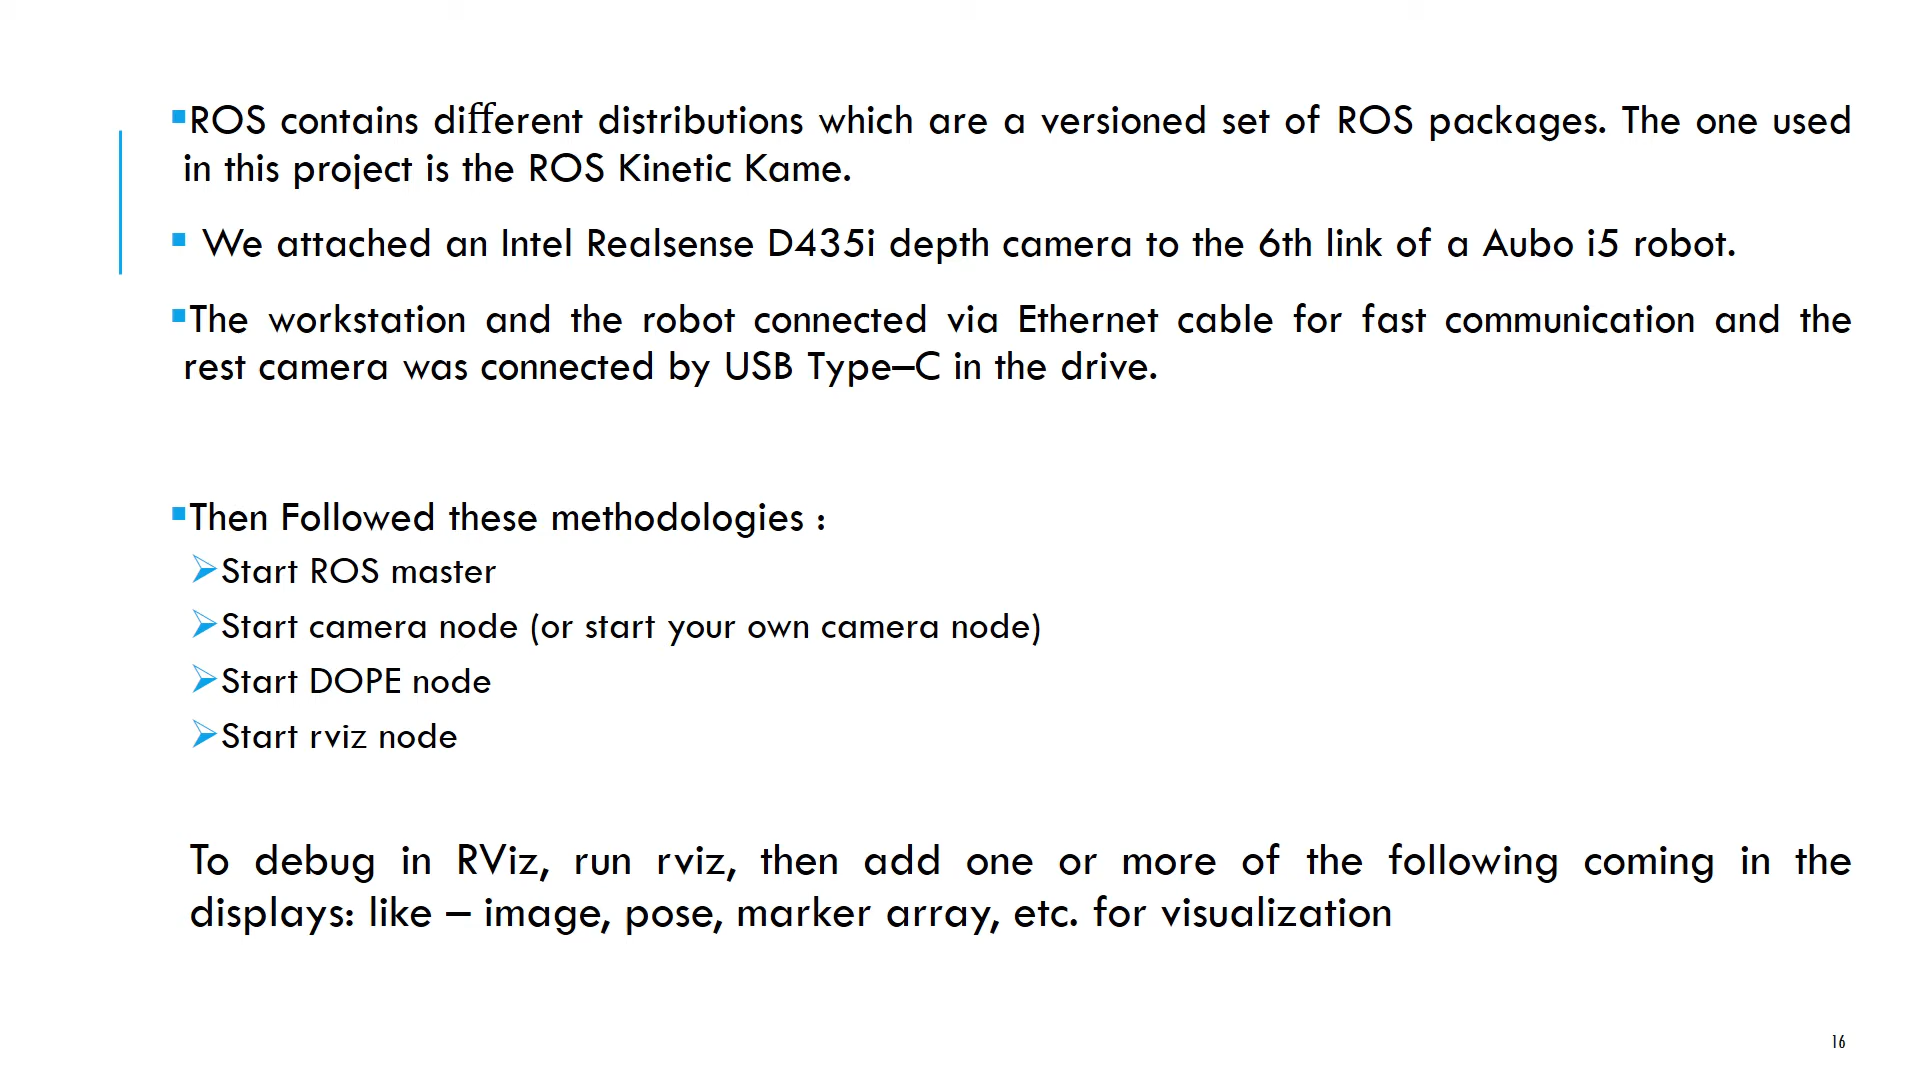 ▪ROS contains different distributions which are a versioned set of ROS packages. The one used
in this project is the ROS Kinetic Kame.
▪ We attached an Intel Realsense D435i depth camera to the 6th link of a Aubo i5 robot.
▪The workstation and the robot connected via Ethernet cable for fast communication and the
rest camera was connected by USB Type–C in the drive.
▪Then Followed these methodologies :
➢Start ROS master
➢Start camera node (or start your own camera node)
➢Start DOPE node
➢Start rviz node
To debug in RViz, run rviz, then add one or more of the following coming in the
displays: like – image, pose, marker array, etc. for visualization
16